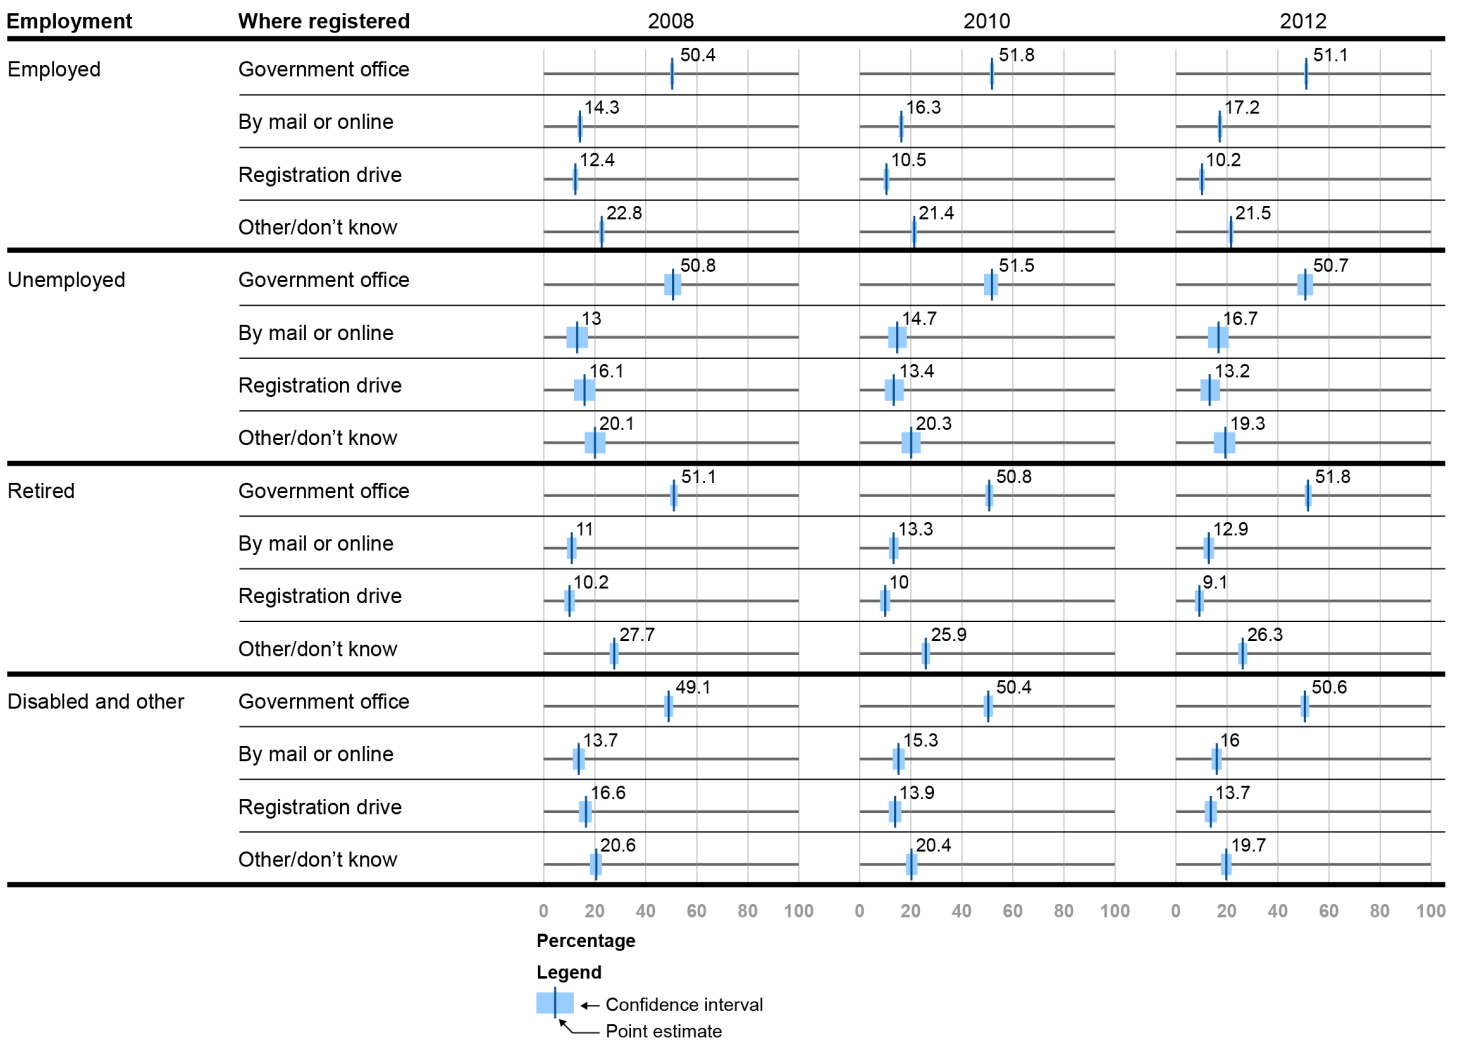 Employment Where registered 2008 2010 2012
Employed Government office 50.4 51.8 51.1
By mail or online 14.3 16.3 17.2
Registration drive 12.4 10.5 10.2
Other/don’t know 22.8 21.4 21.5
Unemployed Government office 50.8 51.5 50.7
By mail or online 13 14.7 16.7
Registration drive 16.1 13.4 13.2
Other/don’t know 20.1 20.3 19.3
Retired Government office 51.1 50.8 51.8
By mail or online 11 13.3 12.9
Registration drive 10.2 10 9.1
Other/don’t know 27.7 25.9 26.3
Disabled and other Government office 49.1 50.4 50.6
By mail or online 13.7 15.3 16
Registration drive 16.6 13.9 13.7
Other/don’t know 20.6 20.4 19.7
0 20 40 60 80 100 0 20 40 60 80 100 0 20 40 60 80 100
Percentage
Legend
Confidence interval
Point estimate